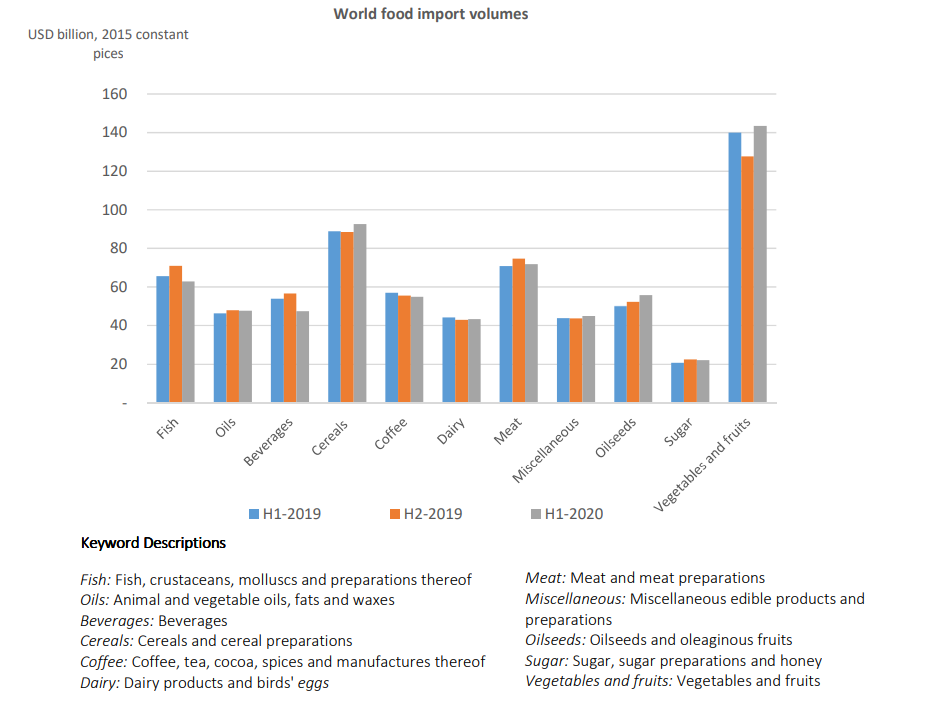 World food import volumes
USD billion, 2015 constant
pices
160
140
120
100
80
60
40
20
-
Fish
Oils
Beverages
Cereals
Coffee
Dairy
Meat
Miscellaneous
Oilseeds
Sugar
Vegetables and fruits
H1-2019 H2-2019 H1-2020
Keyword Descriptions
Fish: Fish, crustaceans, molluscs and preparations thereof
Oils: Animal and vegetable oils, fats and waxes
Beverages: Beverages
Cereals: Cereals and cereal preparations
Coffee: Coffee, tea, cocoa, spices and manufactures thereof
Dairy: Dairy products and birds' eggs
Meat: Meat and meat preparations
Miscellaneous: Miscellaneous edible products and
preparations
Oilseeds: Oilseeds and oleaginous fruits
Sugar: Sugar, sugar preparations and honey
Vegetables and fruits: Vegetables and fruits